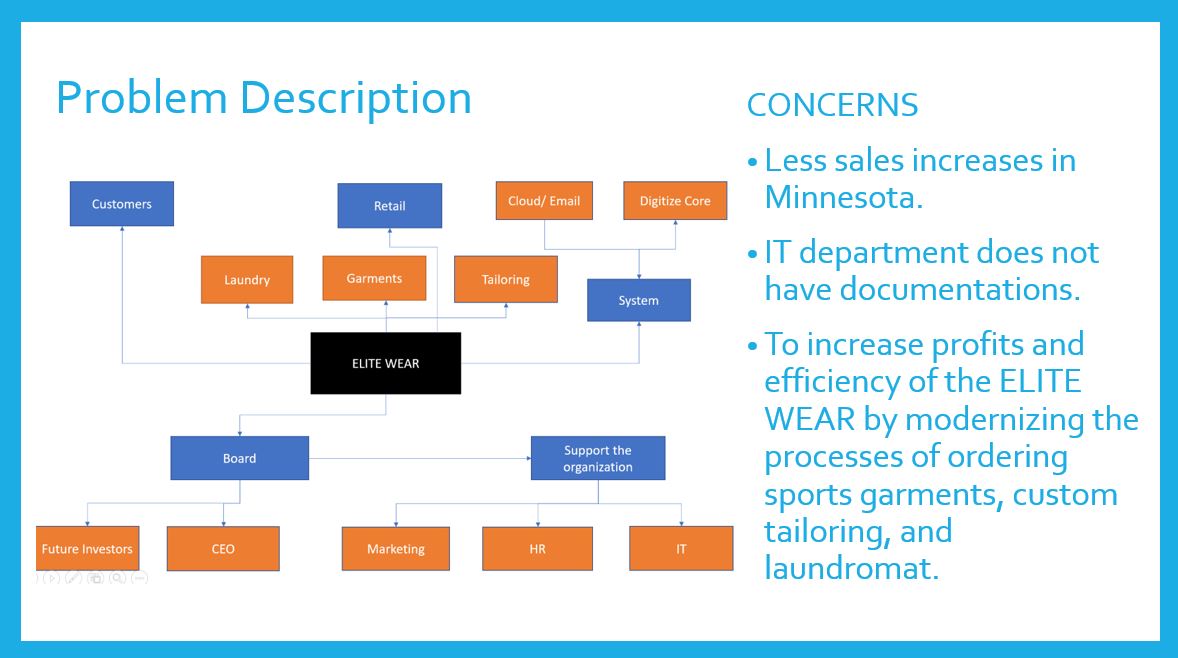 Problem Description
CONCERNS
• Less sales increases in
Minnesota.
• IT department does not
have documentations.
• To increase profits and
efficiency of the ELITE
WEAR by modernizing the
processes of ordering
sports garments, custom
tailoring, and
laundromat.
Customers
Retail
Cloud/ Email
Digitize Core
Laundry
Garments
Tailoring
System
ELITE WEAR
Board
Support the
organization
Future Investors
CEO
Marketing
HR
IT